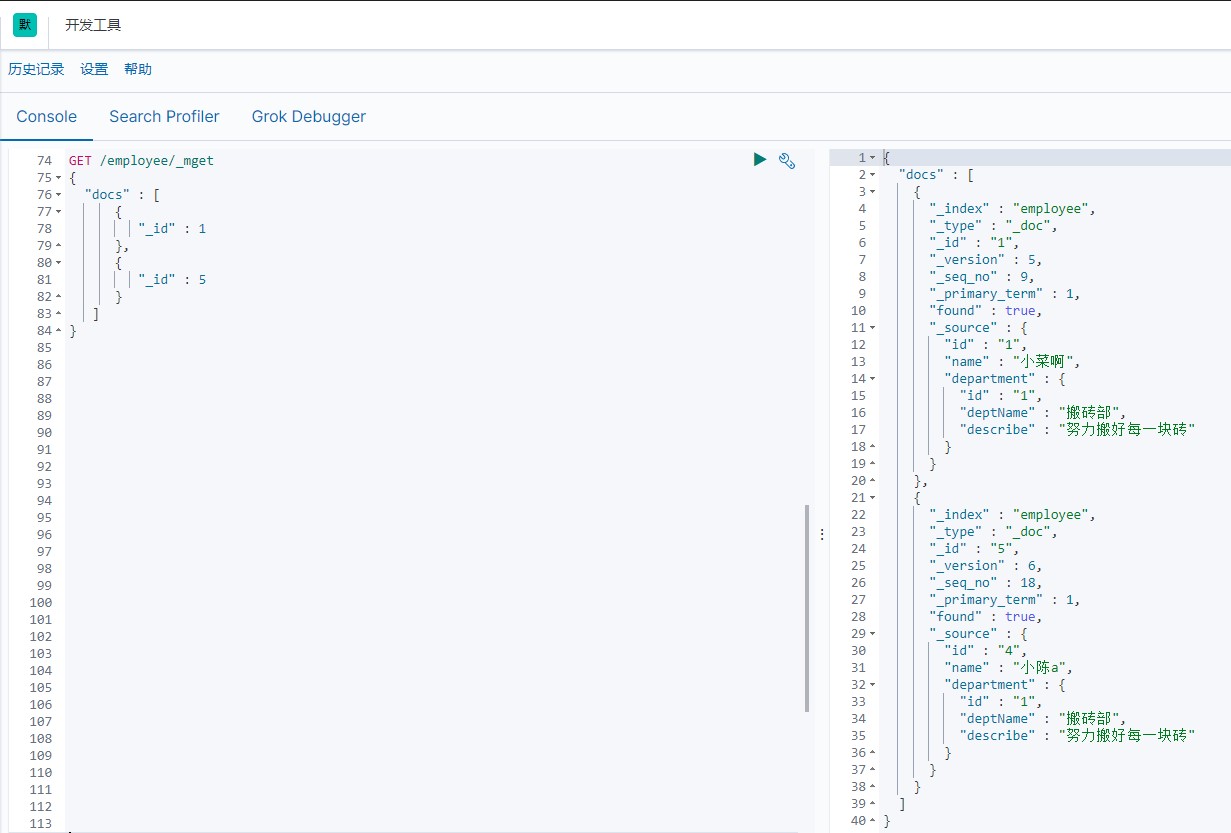 默 开发工具
历史记录 设置 帮助
Console Search Profiler Grok Debugger
74 GET /employee/_mget
75 {
76 "docs" : [
77 {
78 "_id" : 1
79 },
80 {
81 "_id" : 5
82 }
83 ]
84 }
85
86
87
88
89
90
91
92
93
94
95
96
97
98
99
100
101
102
103
104
105
106
107
108
109
110
111
112
113
1 {
2 "docs" : [
3 {
4 "_index" : "employee",
5 "_type" : "_doc",
6 "_id" : "1",
7 "_version" : 5,
8 "_seq_no" : 9,
9 "_primary_term" : 1,
10 "found" : true,
11 "_source" : {
12 "id" : "1",
13 "name" : "小菜啊",
14 "department" : {
15 "id" : "1",
16 "deptName" : "搬砖部",
17 "describe" : "努力搬好每一块砖"
18 }
19 }
20 },
21 {
22 "_index" : "employee",
23 "_type" : "_doc",
24 "_id" : "5",
25 "_version" : 6,
26 "_seq_no" : 18,
27 "_primary_term" : 1,
28 "found" : true,
29 "_source" : {
30 "id" : "4",
31 "name" : "小陈a",
32 "department" : {
33 "id" : "1",
34 "deptName" : "搬砖部",
35 "describe" : "努力搬好每一块砖"
36 }
37 }
38 }
39 ]
40 }